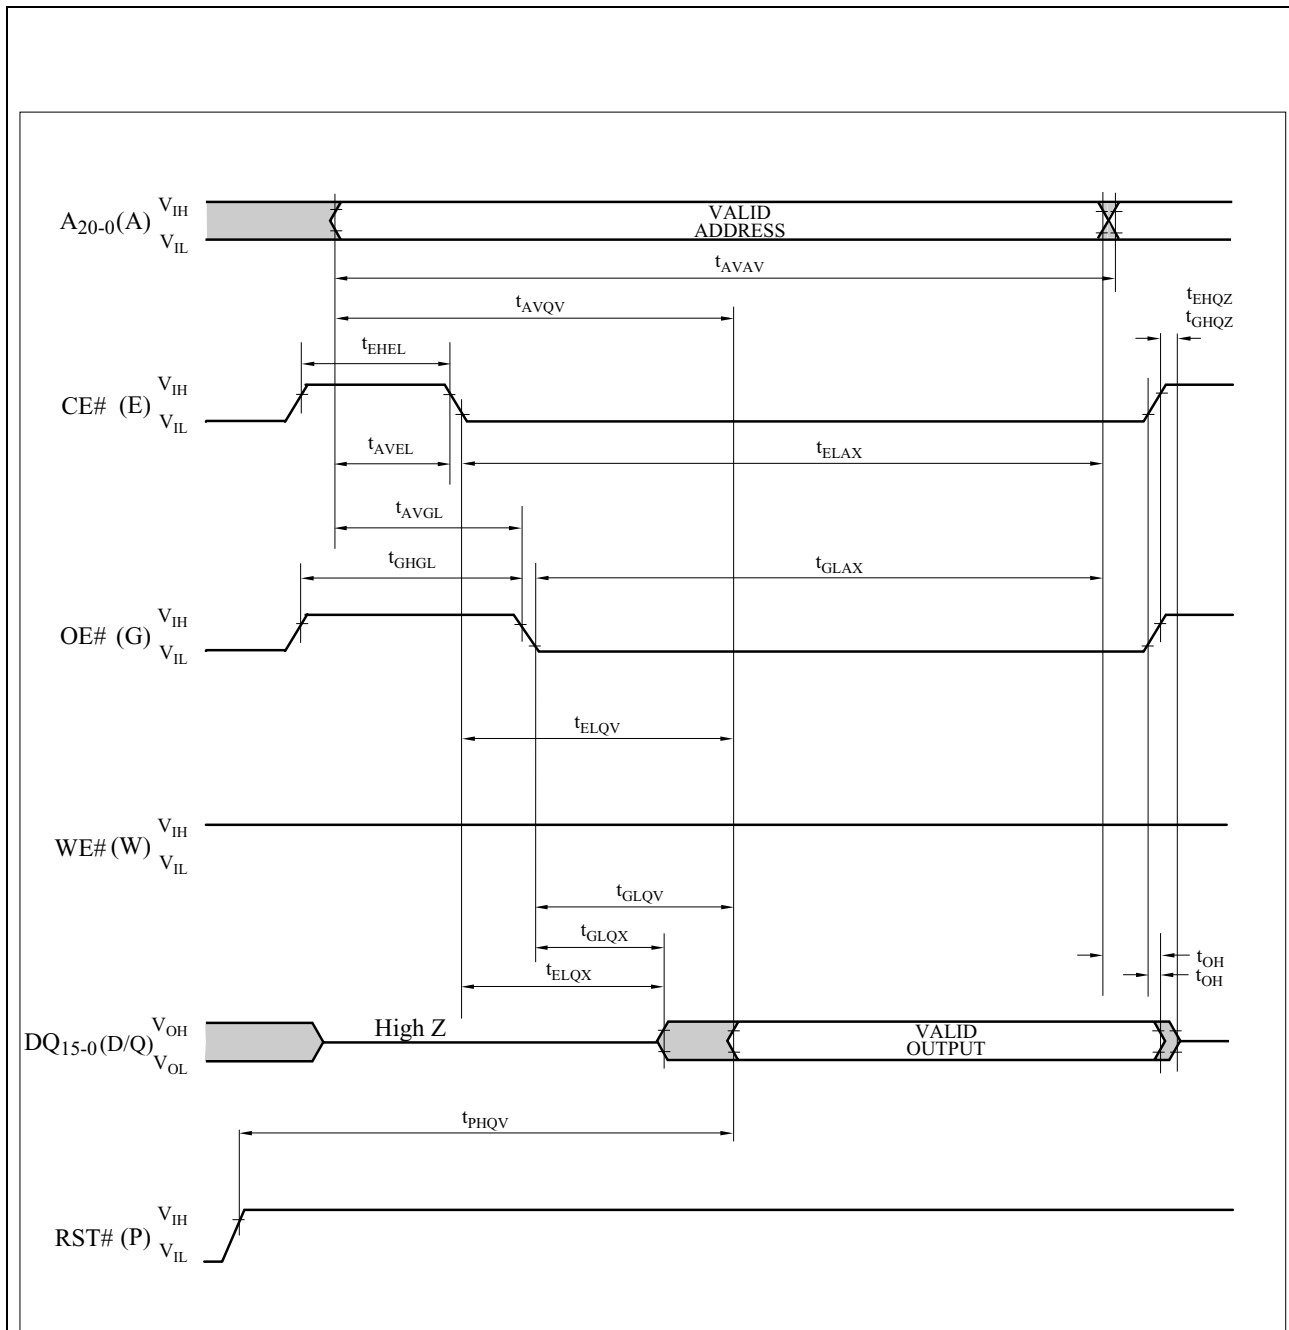 A20-0(A) VIH
VIL
VALID
ADDRESS
tAVAV
tAVQV
tEHQZ
tGHQZ
tEHEL
CE# (E) VIH
VIL
tAVEL
tELAX
tAVGL
tGHGL
tGLAX
OE# (G) VIH
VIL
tELQV
WE# (W) VIH
VIL
tGLQV
tGLQX
tELQX
tOH
tOH
DQ15-0(D/Q) VOH
VOL
High Z
VALID
OUTPUT
tPHQV
RST# (P) VIH
VIL